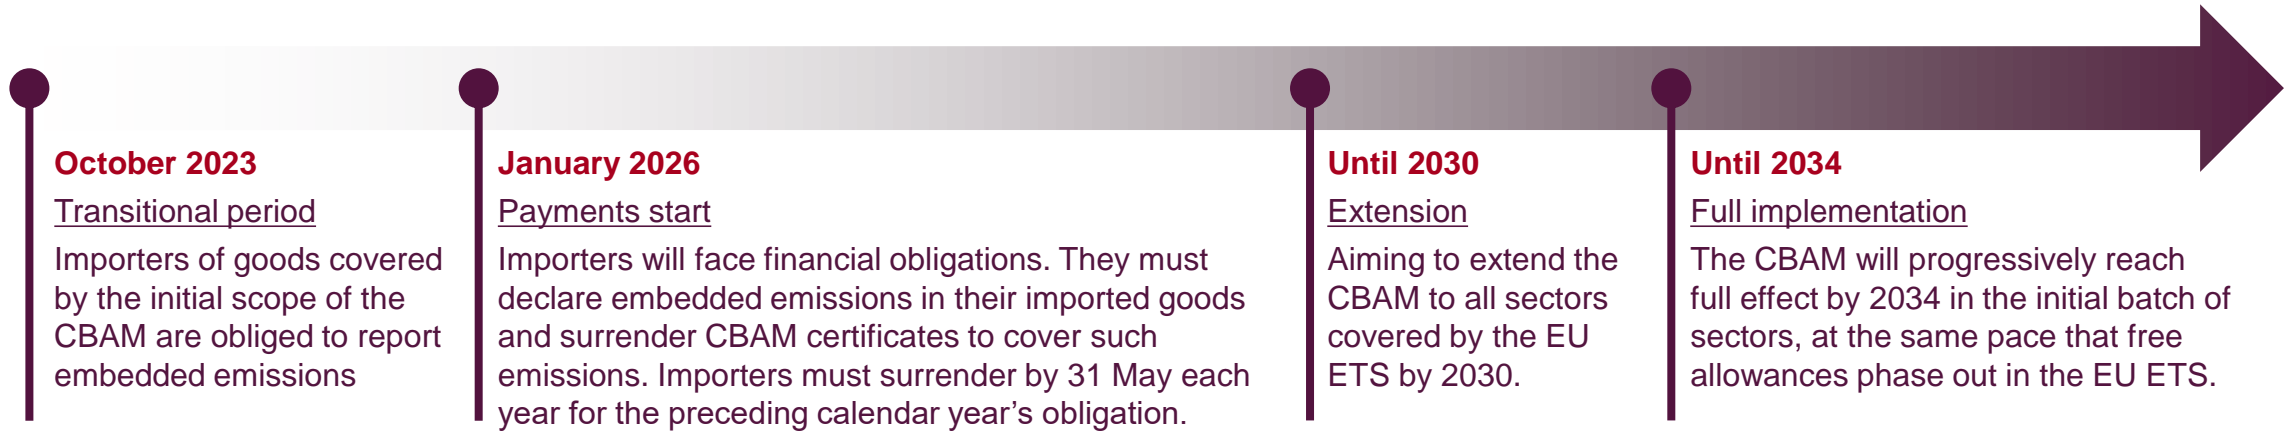 October 2023
Transitional period
Importers of goods covered
by the initial scope of the
CBAM are obliged to report
embedded emissions
January 2026
Payments start
Importers will face financial obligations. They must
declare embedded emissions in their imported goods
and surrender CBAM certificates to cover such
emissions. Importers must surrender by 31 May each
year for the preceding calendar year’s obligation.
Until 2030
Extension
Aiming to extend the
CBAM to all sectors
covered by the EU
ETS by 2030.
Until 2034
Full implementation
The CBAM will progressively reach
full effect by 2034 in the initial batch of
sectors, at the same pace that free
allowances phase out in the EU ETS.